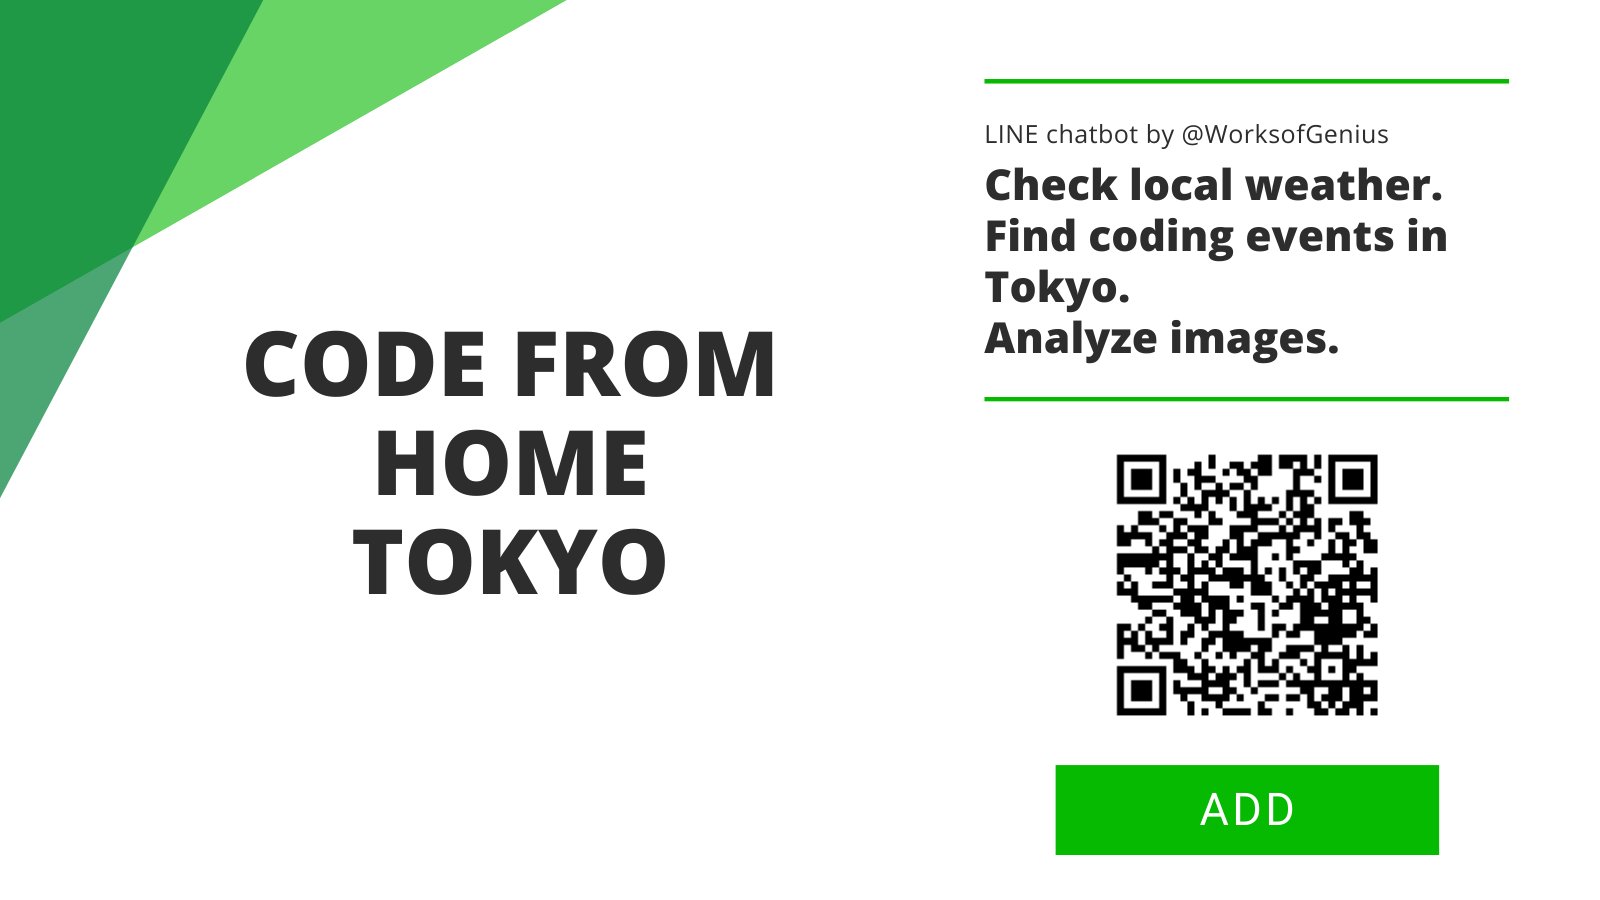 CODE FROM
HOME
TOKYO
LINE chatbot by @WorksofGenius
Check local weather.
Find coding events in
Tokyo.
Analyze images.
ADD